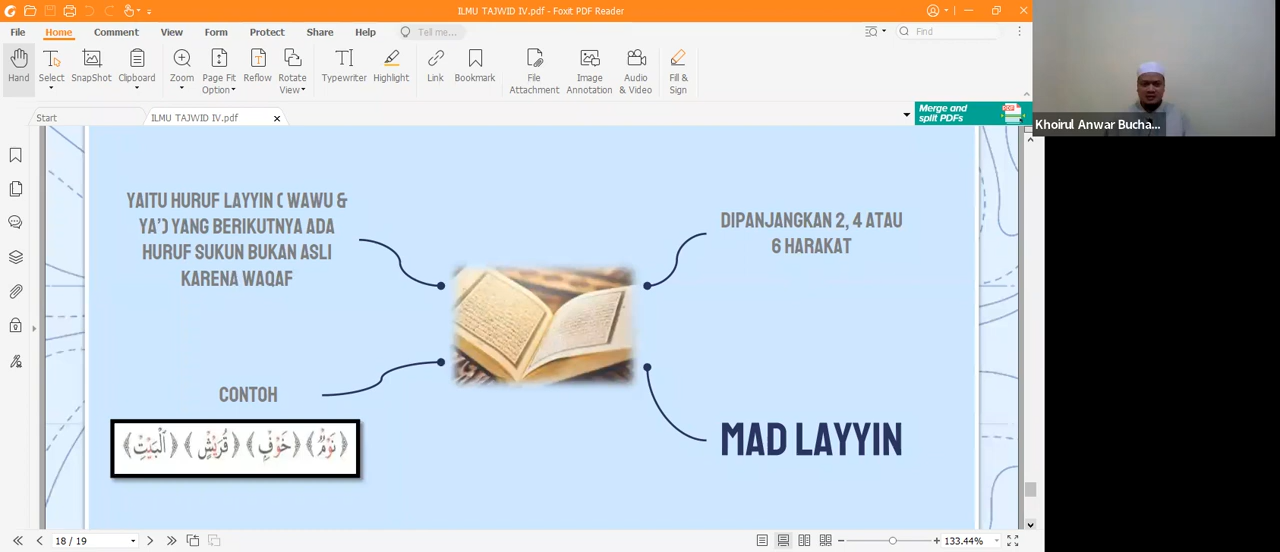 ILMU TAJWID IV.pdf - Foxit PDF Reader
File Home Comment View Form Protect Share Help Tell me... Find
Hand
Select
SnapShot
Clipboard
Zoom
Page Fit
Option
Reflow
Rotate
View
Typewriter
Highlight
Link
Bookmark
File
Attachment
Image
Annotation
Audio
& Video
Fill &
Sign
Start
ILMU TAJWID IV.pdf
Merge and
split PDFs
Khoirul Anwar Bucha...
YAITU HURUF LAYYIN ( WAWU &
YA’) YANG BERIKUTNYA ADA
HURUF SUKUN BUKAN ASLI
KARENA WAQAF
DIPANJANGKAN 2, 4 ATAU
6 HARAKAT
CONTOH
﴿نَوْمٌ﴾ ﴿خَوْفٍ﴾ ﴿قُرَيْشٍ﴾ ﴿ٱلْبَيْتِ﴾
MAD LAYYIN
18 / 19
133.44%